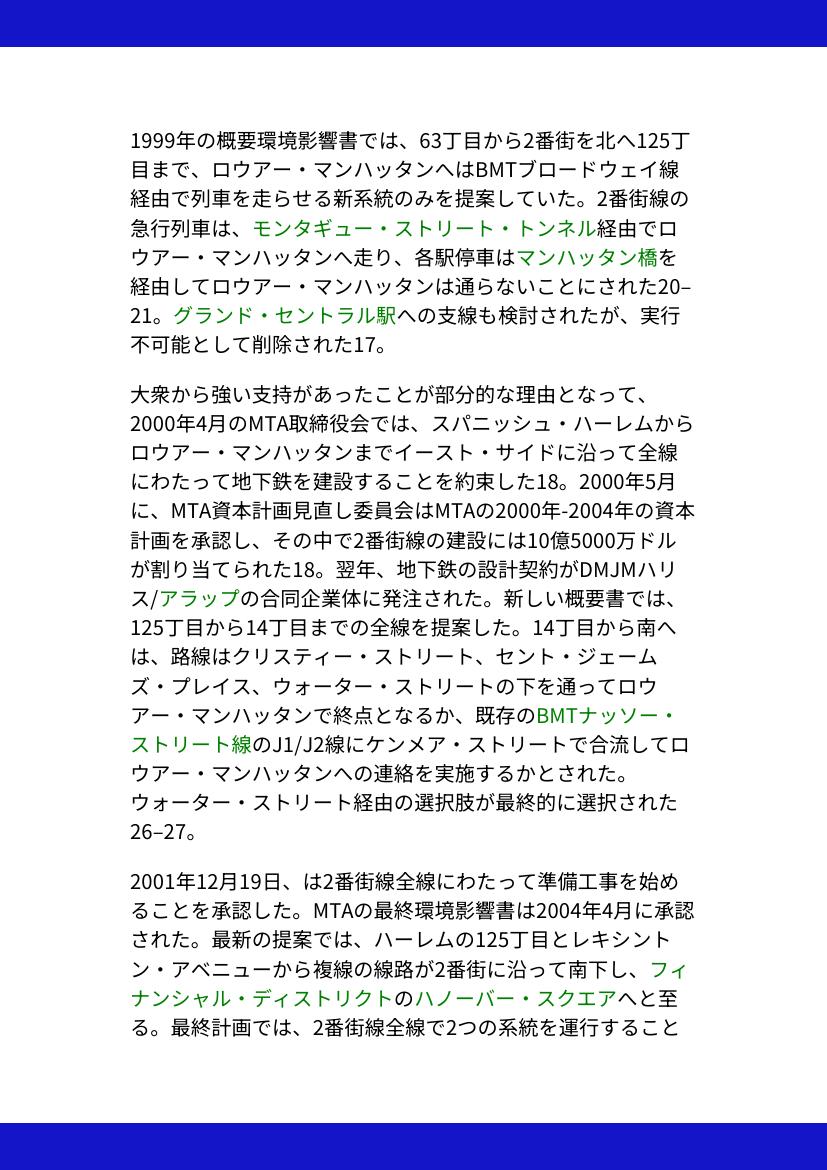 1999年の概要環境影響書では、63丁目から2番街を北へ125丁
目まで、ロウアー・マンハッタンへはBMTブロードウェイ線
経由で列車を走らせる新系統のみを提案していた。2番街線の
急行列車は、モンタギュー・ストリート・トンネル経由でロ
ウアー・マンハッタンへ走り、各駅停車はマンハッタン橋を
経由してロウアー・マンハッタンは通らないことにされた20–
21。グランド・セントラル駅への支線も検討されたが、実行
不可能として削除された17。
大衆から強い支持があったことが部分的な理由となって、
2000年4月のMTA取締役会では、スパニッシュ・ハーレムから
ロウアー・マンハッタンまでイースト・サイドに沿って全線
にわたって地下鉄を建設することを約束した18。2000年5月
に、MTA資本計画見直し委員会はMTAの2000年-2004年の資本
計画を承認し、その中で2番街線の建設には10億5000万ドル
が割り当てられた18。翌年、地下鉄の設計契約がDMJMハリ
ス/アラップの合同企業体に発注された。新しい概要書では、
125丁目から14丁目までの全線を提案した。14丁目から南へ
は、路線はクリスティー・ストリート、セント・ジェーム
ズ・プレイス、ウォーター・ストリートの下を通ってロウ
アー・マンハッタンで終点となるか、既存のBMTナッソー・
ストリート線のJ1/J2線にケンメア・ストリートで合流してロ
ウアー・マンハッタンへの連絡を実施するかとされた。
ウォーター・ストリート経由の選択肢が最終的に選択された
26–27。
2001年12月19日、は2番街線全線にわたって準備工事を始め
ることを承認した。MTAの最終環境影響書は2004年4月に承認
された。最新の提案では、ハーレムの125丁目とレキシント
ン・アベニューから複線の線路が2番街に沿って南下し、フィ
ナンシャル・ディストリクトのハノーバー・スクエアへと至
る。最終計画では、2番街線全線で2つの系統を運行すること